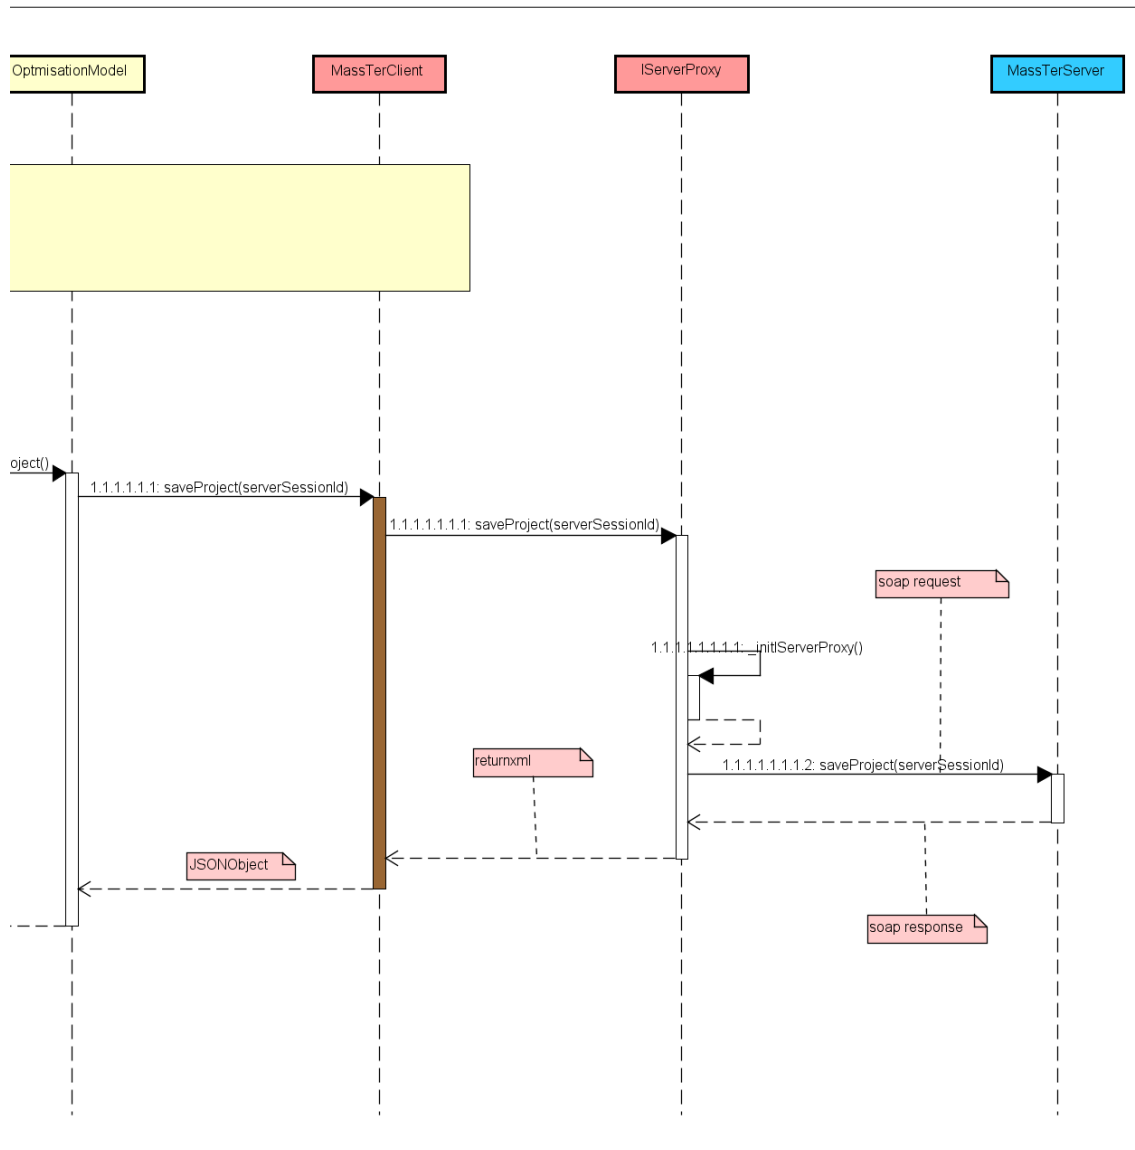 OptmisationModel
MassTerClient
IServerProxy
MassTerServer
oject()
1.1.1.1.1.1: saveProject(serverSessionId)
1.1.1.1.1.1.1: saveProject(serverSessionId)
soap request
1.1.1.1.1.1.1.1: _initIServerProxy()
returnxml
1.1.1.1.1.1.1.2: saveProject(serverSessionId)
JSONObject
soap response